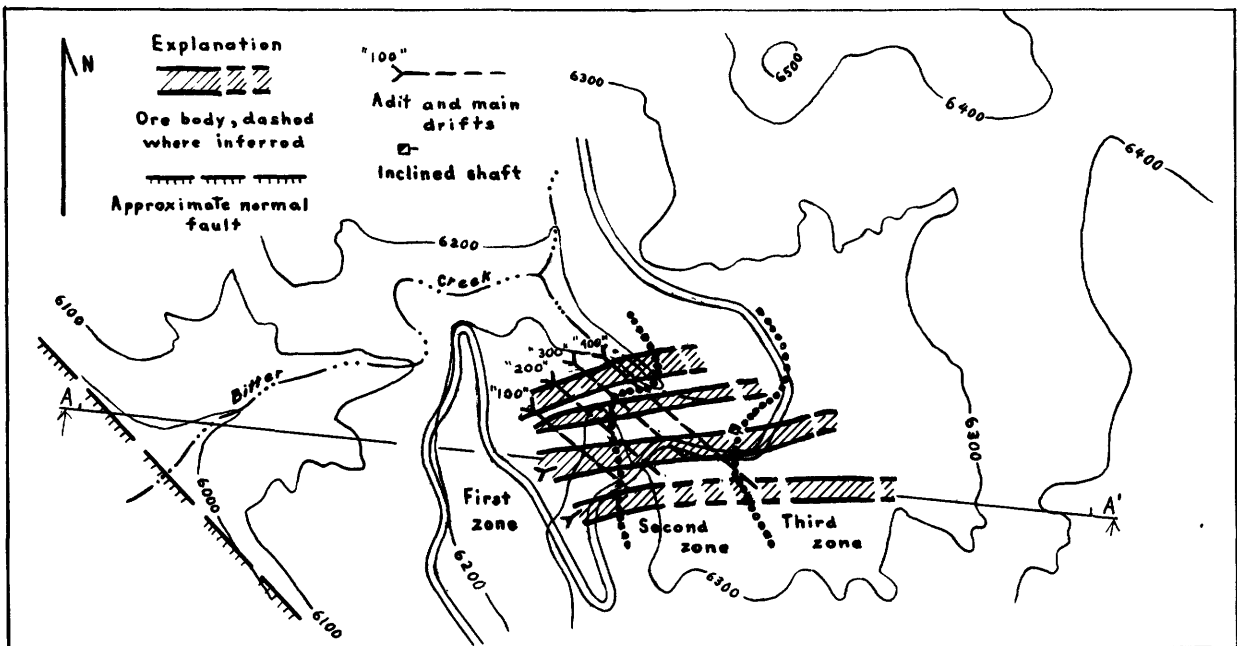 N
Explanation
Ore body, dashed
where inferred
Approximate normal
fault
"100"
Adit and main
drifts
Inclined shaft
6300
6500
6400
6400
6200
Creek
6100
Bitter
A
"300" "400"
"200"
"100"
6000
First
zone
Second
zone
Third
zone
6300
A'
6200
6300
6100